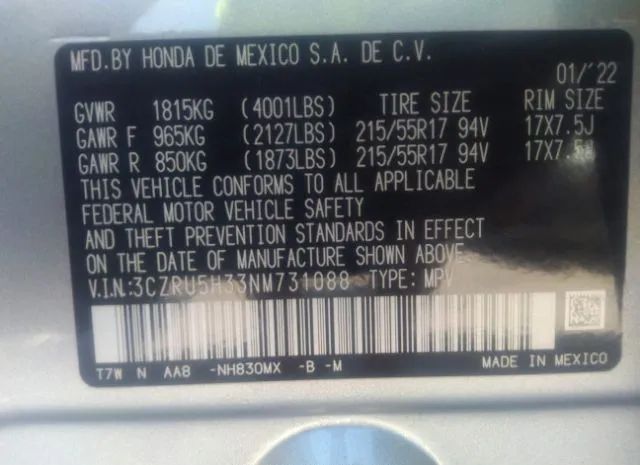 MFD.BY HONDA DE MEXICO S.A. DE C.V.
01/'22
GVWR 1815KG (4001LBS) TIRE SIZE RIM SIZE
GAWR F 965KG (2127LBS) 215/55R17 94V 17X7.5J
GAWR R 850KG (1873LBS) 215/55R17 94V 17X7.5J
THIS VEHICLE CONFORMS TO ALL APPLICABLE
FEDERAL MOTOR VEHICLE SAFETY
AND THEFT PREVENTION STANDARDS IN EFFECT
ON THE DATE OF MANUFACTURE SHOWN ABOVE.
V.I.N:3CZRU5H33NM731088 TYPE: MPV
T7W N AA8 -NH830MX -B -M MADE IN MEXICO